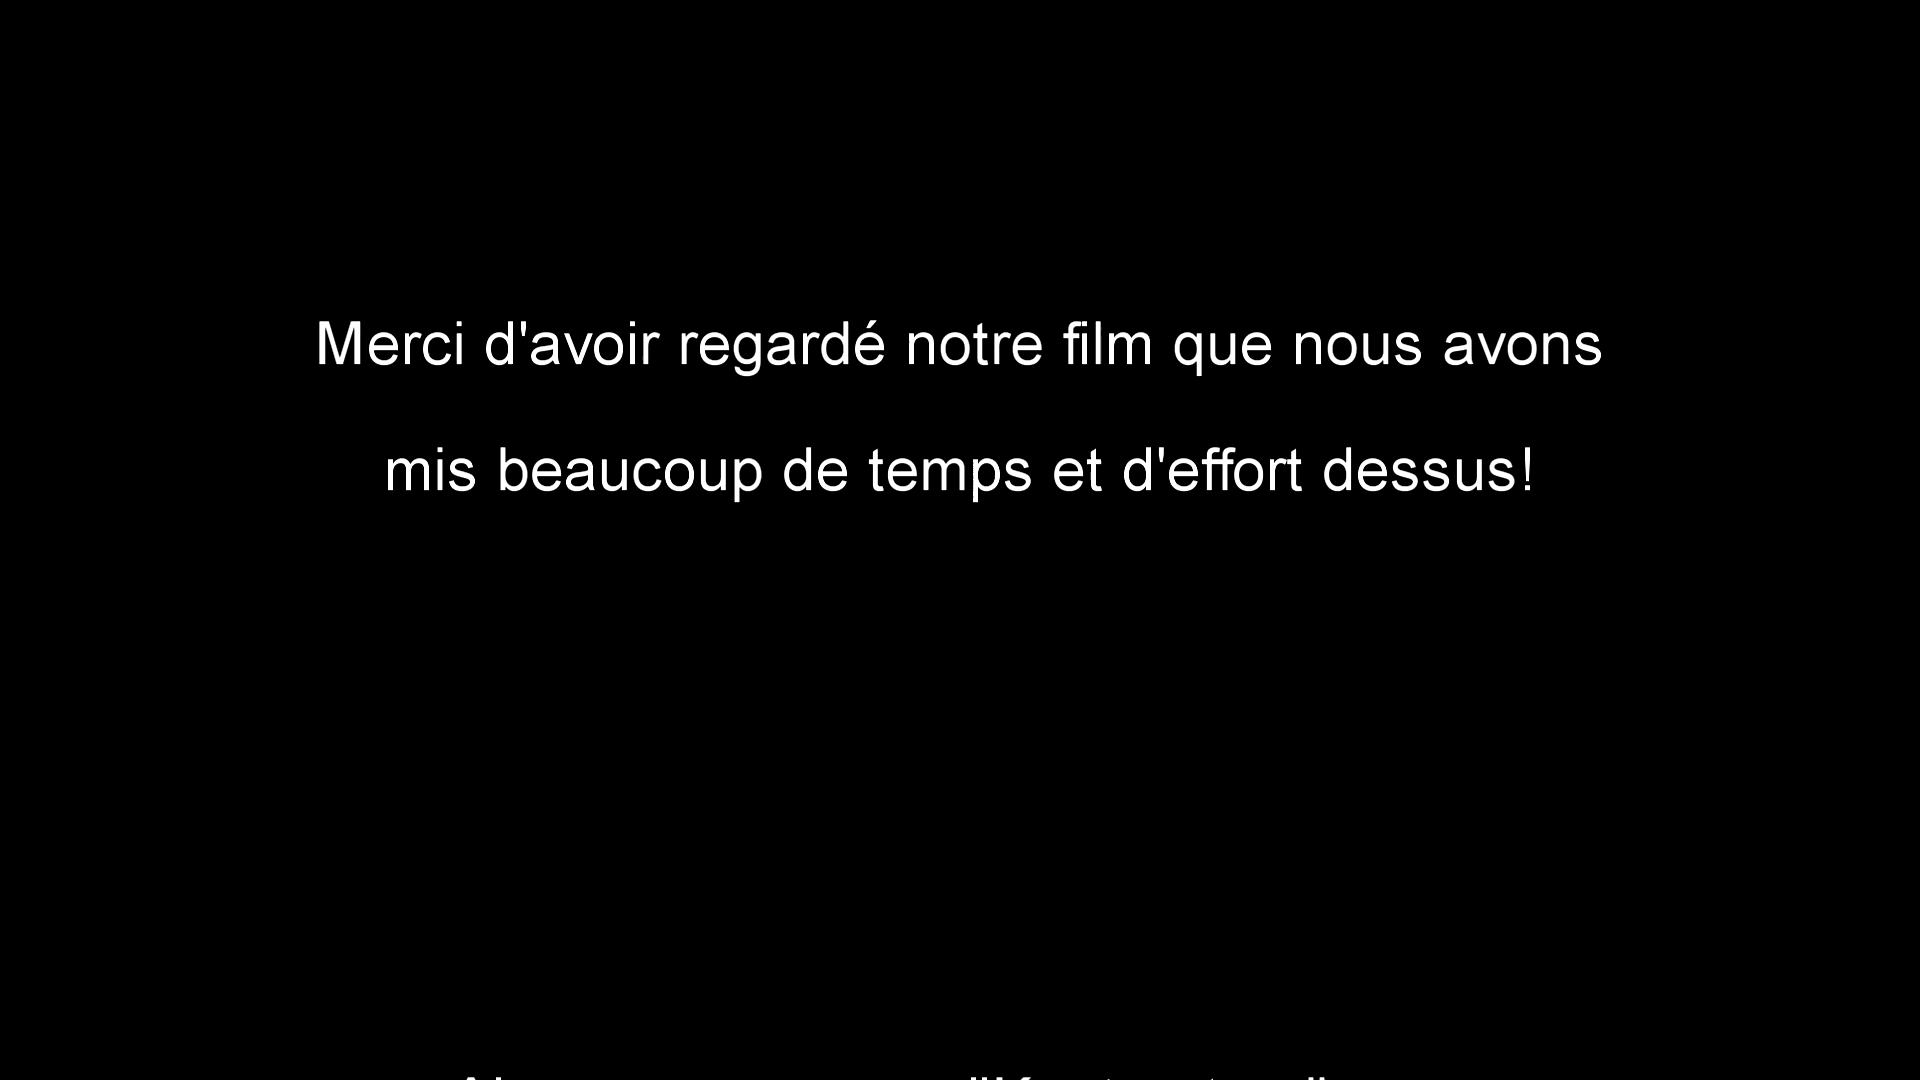 Merci d'avoir regardé notre film que nous avons
mis beaucoup de temps et d'effort dessus!